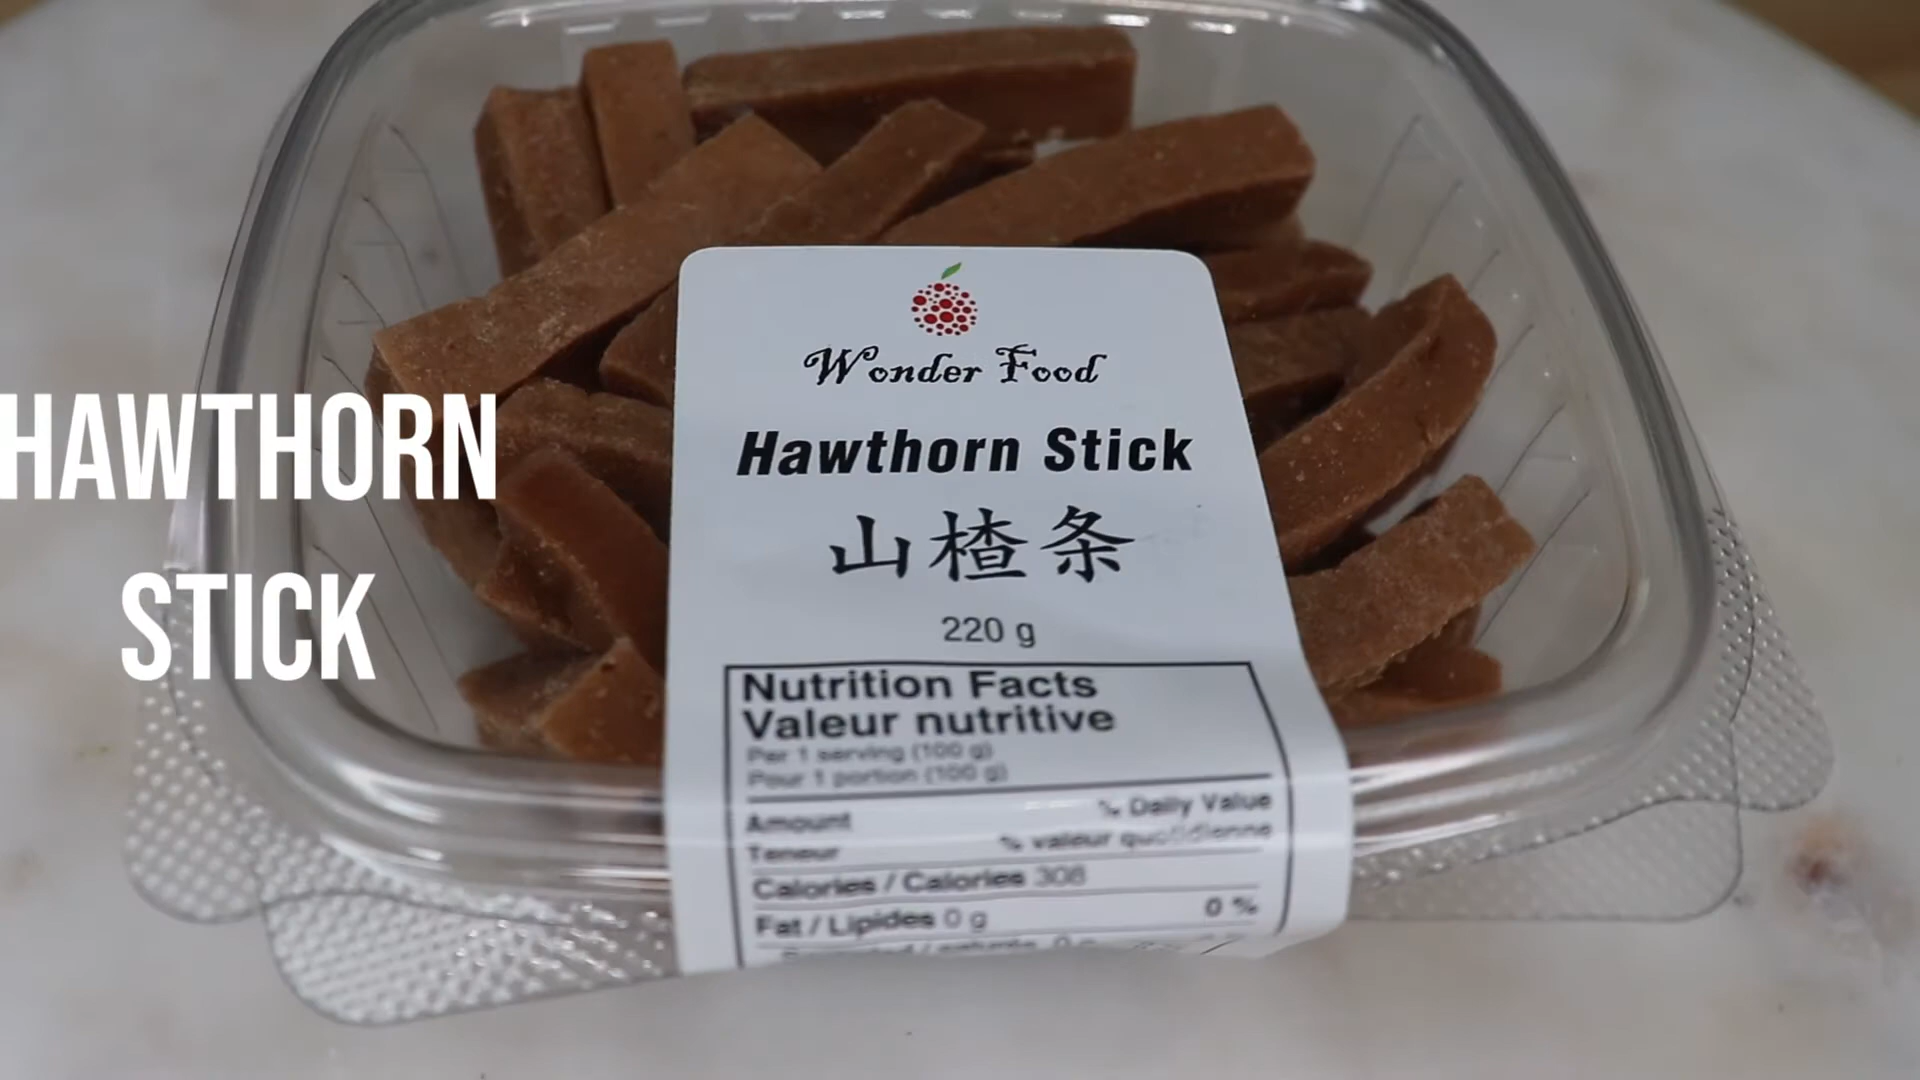 HAWTHORN
STICK
Wonder Food
Hawthorn Stick
山楂条
220 g
Nutrition Facts
Valeur nutritive
Per 1 serving (100 g)
Pour 1 portion (100 g)
Amount
% Daily Value
Teneur
% valeur quotidienne
Calories / Calories 308
Fat / Lipides 0 g
0 %